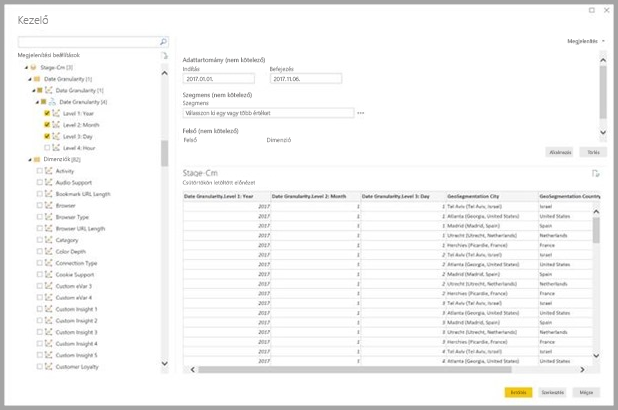 Kezelő
Megjelenítési beállítások
Stage-Cm [3]
Date Granularity [1]
Date Granularity [1]
Date Granularity [4]
Level 1: Year
Level 2: Month
Level 3: Day
Level 4: Hour
Dimenziók [82]
Activity
Audio Support
Bookmark URL Length
Browser
Browser Type
Browser URL Length
Category
Color Depth
Connection Type
Cookie Support
Custom eVar 3
Custom eVar 4
Custom Insight 1
Custom Insight 2
Custom Insight 3
Custom Insight 4
Custom Insight 5
Customer Loyalty
Megjelenítés
Adattartomány (nem kötelező)
Indítás Befejezés
2017.01.01. 2017.11.06.
Szegmens (nem kötelező)
Szegmens
Válasszon ki egy vagy több értéket
Felső (nem kötelező)
Felső Dimenzió
Alkalmazás Törlés
Stage-Cm
Csütörtökön letöltött előnézet
Date Granularity.Level 1: Year Date Granularity.Level 2: Month Date Granularity.Level 3: Day GeoSegmentation City GeoSegmentation Country
2017 1 1 Tel Aviv (Tel Aviv, Israel) Israel
2017 1 1 Atlanta (Georgia, United States) United States
2017 1 1 Madrid (Madrid, Spain) Spain
2017 1 1 Utrecht (Utrecht, Netherlands) Netherlands
2017 1 1 Herchies (Picardie, France) France
2017 1 2 Tel Aviv (Tel Aviv, Israel) Israel
2017 1 2 Atlanta (Georgia, United States) United States
2017 1 2 Madrid (Madrid, Spain) Spain
2017 1 2 Utrecht (Utrecht, Netherlands) Netherlands
2017 1 2 Herchies (Picardie, France) France
2017 1 3 Tel Aviv (Tel Aviv, Israel) Israel
2017 1 3 Atlanta (Georgia, United States) United States
2017 1 3 Madrid (Madrid, Spain) Spain
2017 1 3 Utrecht (Utrecht, Netherlands) Netherlands
2017 1 3 Herchies (Picardie, France) France
2017 1 4 Tel Aviv (Tel Aviv, Israel) Israel
2017 1 4 Atlanta (Georgia, United States) United States
Betöltés Szerkesztés Mégse